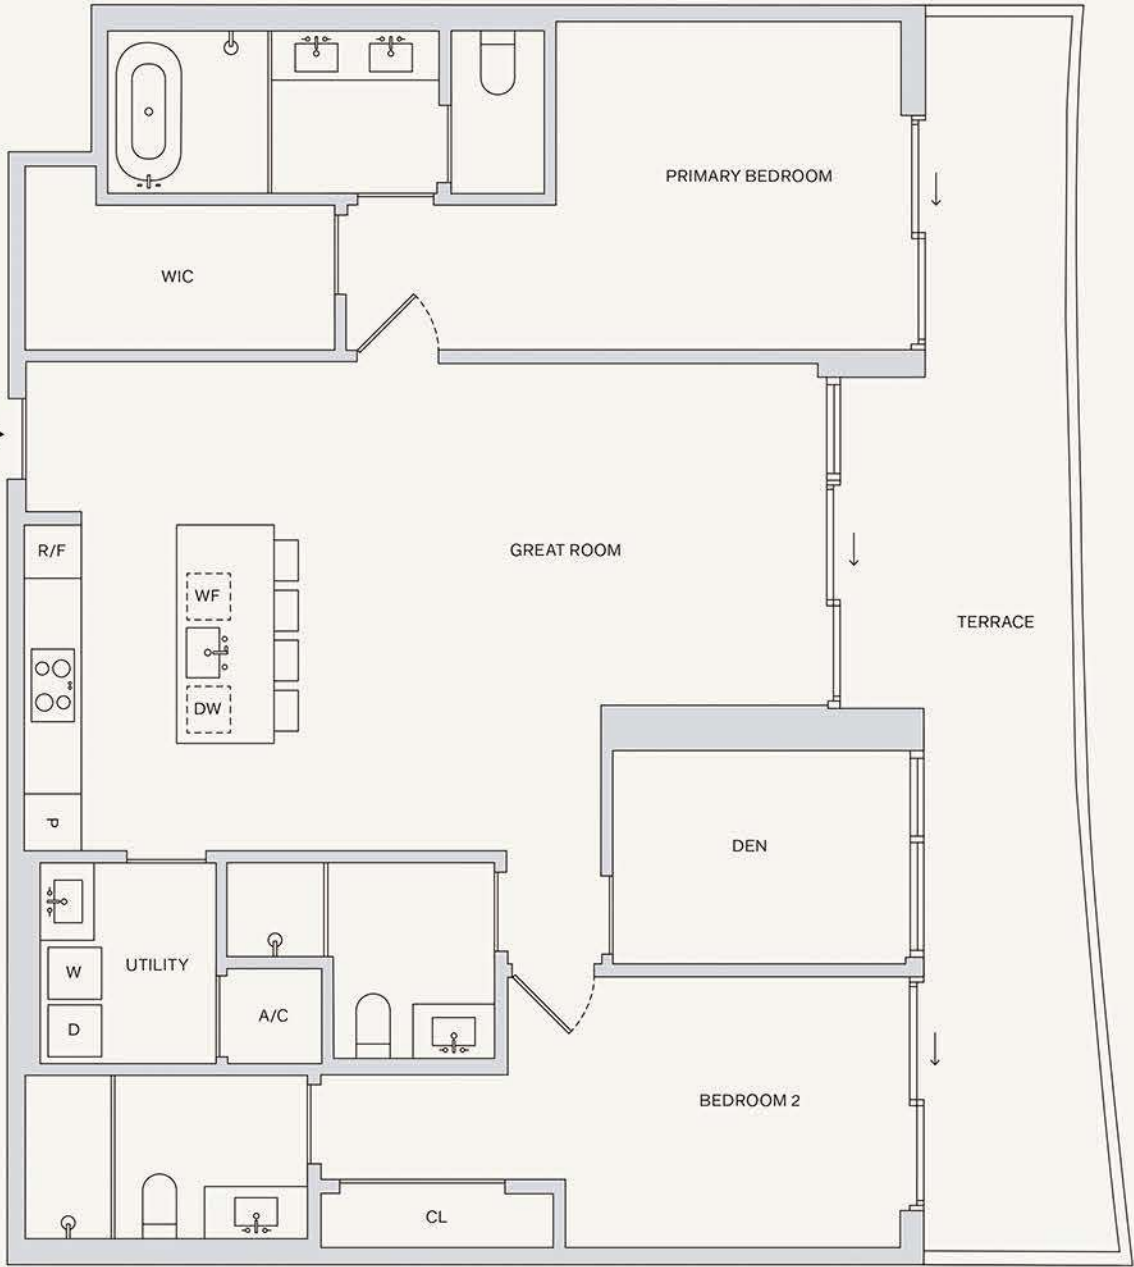 PRIMARY BEDROOM
WIC
R/F
WF
GREAT ROOM
TERRACE
DW
P
DEN
UTILITY
W
A/C
D
BEDROOM 2
CL